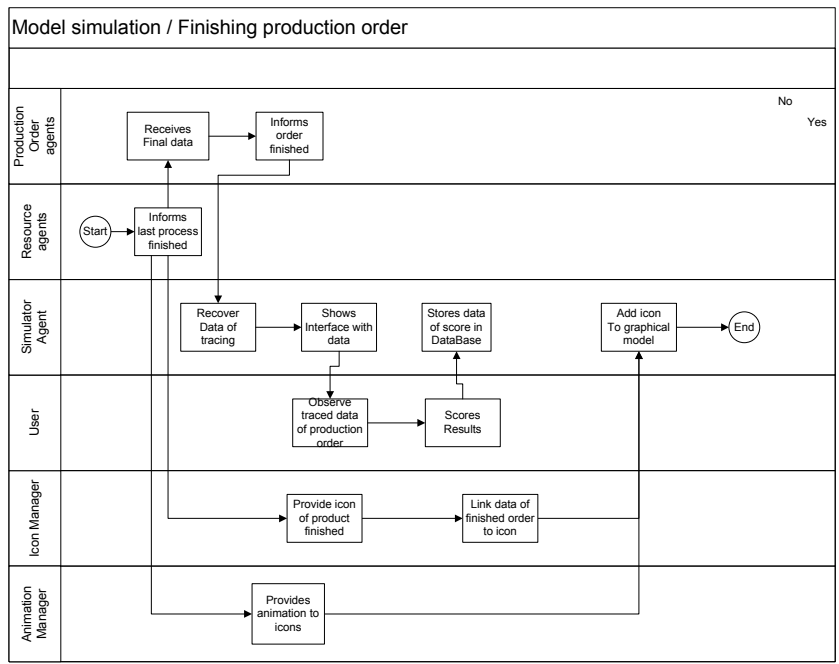 Model simulation / Finishing production order
No
Yes
Production
Order
agents
Receives
Final data
Informs
order
finished
Resource
agents
Start
Informs
last process
finished
Simulator
Agent
Recover
Data of
tracing
Shows
Interface with
data
Stores data
of score in
DataBase
Add icon
To graphical
model
End
User
Observe
traced data
of production
order
Scores
Results
Icon Manager
Provide icon
of product
finished
Link data of
finished order
to icon
Animation
Manager
Provides
animation to
icons